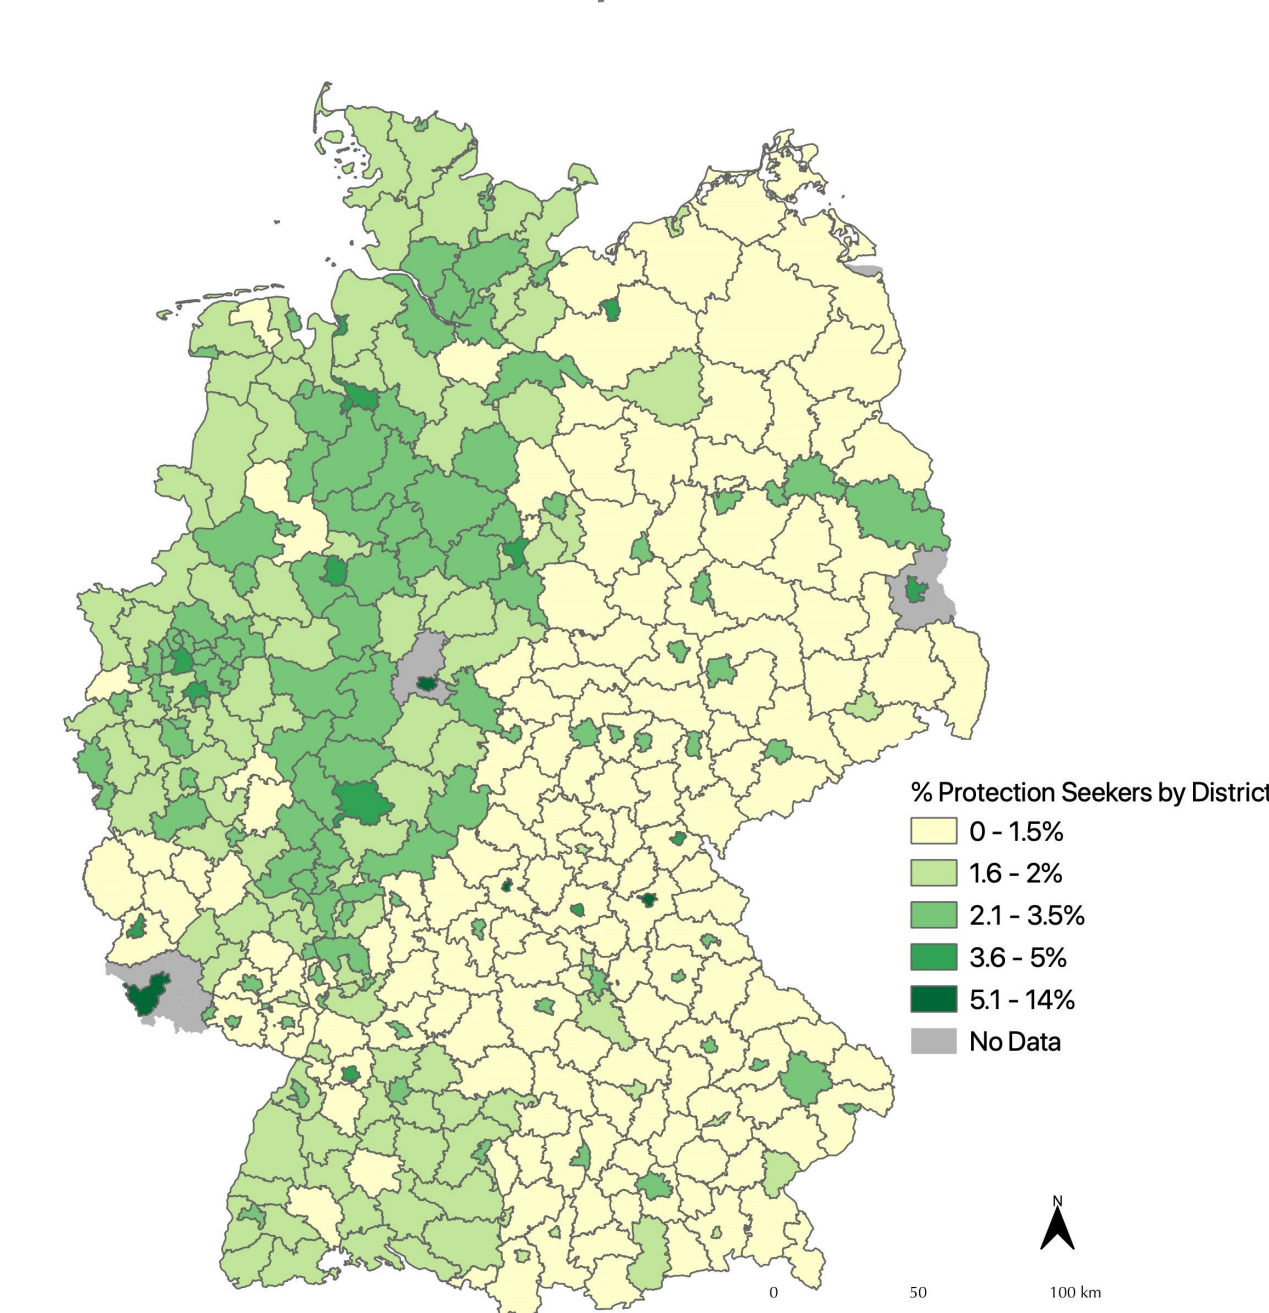 % Protection Seekers by District
0 - 1.5%
1.6 - 2%
2.1 - 3.5%
3.6 - 5%
5.1 - 14%
No Data
N
0 50 100 km